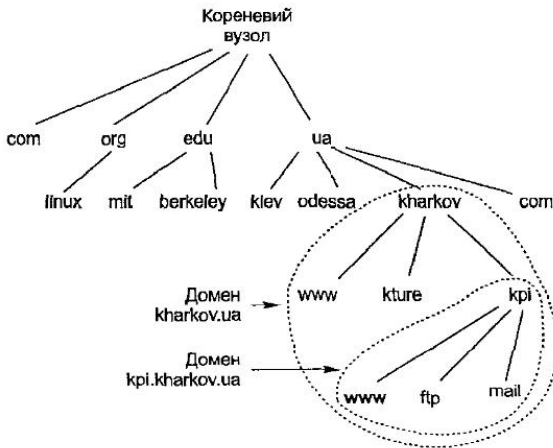 Кореневий
вузол
com org edu ua
linux mit berkeley kiev odessa kharkov com
www kture kpi
Домен
kharkov.ua
Домен
kpi.kharkov.ua
www ftp mail